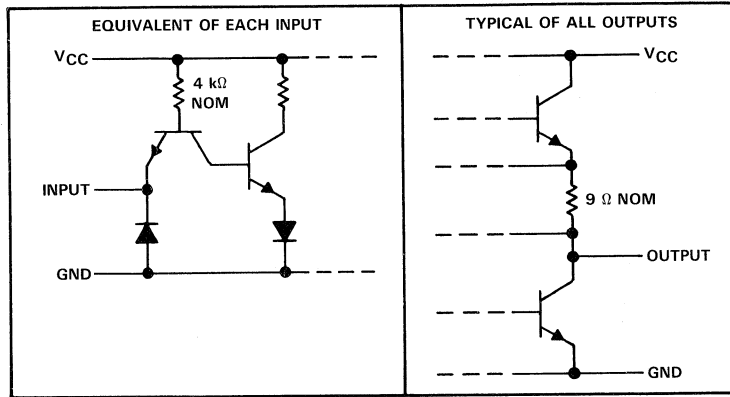 EQUIVALENT OF EACH INPUT
VCC
4 kΩ
NOM
INPUT
GND
TYPICAL OF ALL OUTPUTS
VCC
9 Ω NOM
OUTPUT
GND